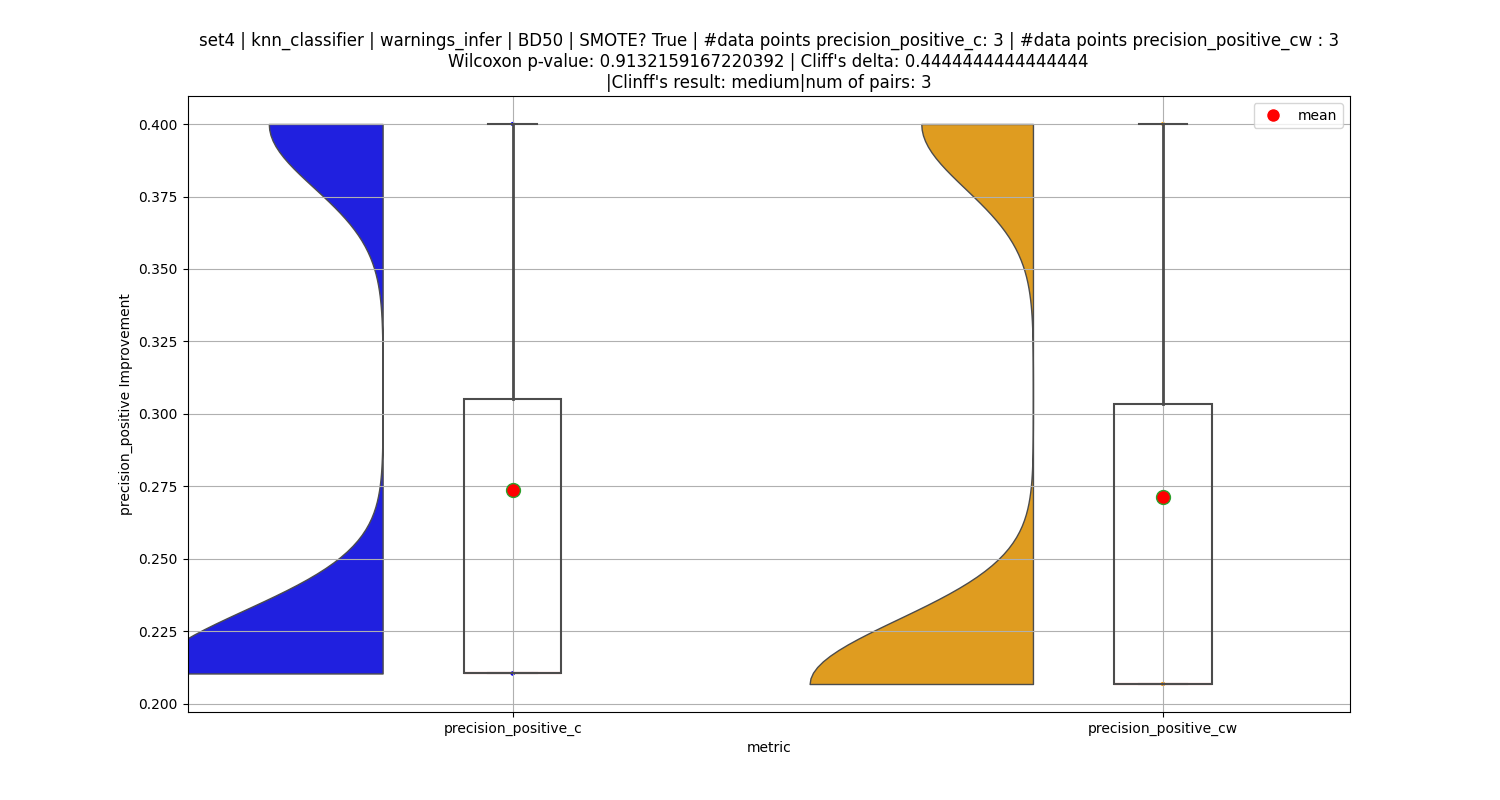 set4 | knn_classifier | warnings_infer | BD50 | SMOTE? True | #data points precision_positive_c: 3 | #data points precision_positive_cw : 3
Wilcoxon p-value: 0.9132159167220392 | Cliff's delta: 0.4444444444444444
|Clinff's result: medium|num of pairs: 3
mean
0.400
0.375
0.350
0.325
0.300
0.275
0.250
0.225
0.200
precision_positive Improvement
precision_positive_c
precision_positive_cw
metric